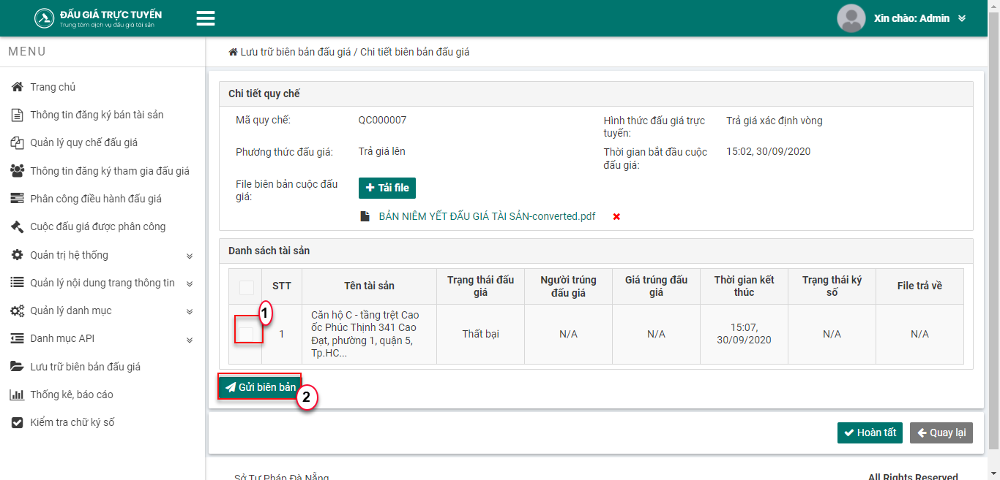 ĐẤU GIÁ TRỰC TUYẾN
Trung tâm dịch vụ đấu giá tài sản
Xin chào: Admin
MENU
Lưu trữ biên bản đấu giá / Chi tiết biên bản đấu giá
Trang chủ
Thông tin đăng ký bán tài sản
Quản lý quy chế đấu giá
Thông tin đăng ký tham gia đấu giá
Phân công điều hành đấu giá
Cuộc đấu giá được phân công
Quản trị hệ thống
Quản lý nội dung trang thông tin
Quản lý danh mục
Danh mục API
Lưu trữ biên bản đấu giá
Thống kê, báo cáo
Kiểm tra chữ ký số
Chi tiết quy chế
Mã quy chế: QC000007
Hình thức đấu giá trực Trả giá xác định vòng
tuyến:
Phương thức đấu giá: Trả giá lên
Thời gian bắt đầu cuộc 15:02, 30/09/2020
đấu giá:
File biên bản cuộc đấu
giá:
Tải file
BẢN NIÊM YẾT ĐẤU GIÁ TÀI SẢN-converted.pdf
Danh sách tài sản
STT
Tên tài sản
Trạng thái đấu
giá
Người trúng
đấu giá
Giá trúng đấu
giá
Thời gian kết
thúc
Trạng thái ký
số
File trả về
1
1
Căn hộ C - tầng trệt Cao
ốc Phúc Thịnh 341 Cao
Đạt, phường 1, quận 5,
Tp.HC...
Thất bại
N/A
N/A
15:07,
30/09/2020
N/A
N/A
Gửi biên bản
2
Hoàn tất
Quay lại
Sở Tư Pháp Đà Nẵng
All Rights Reserved